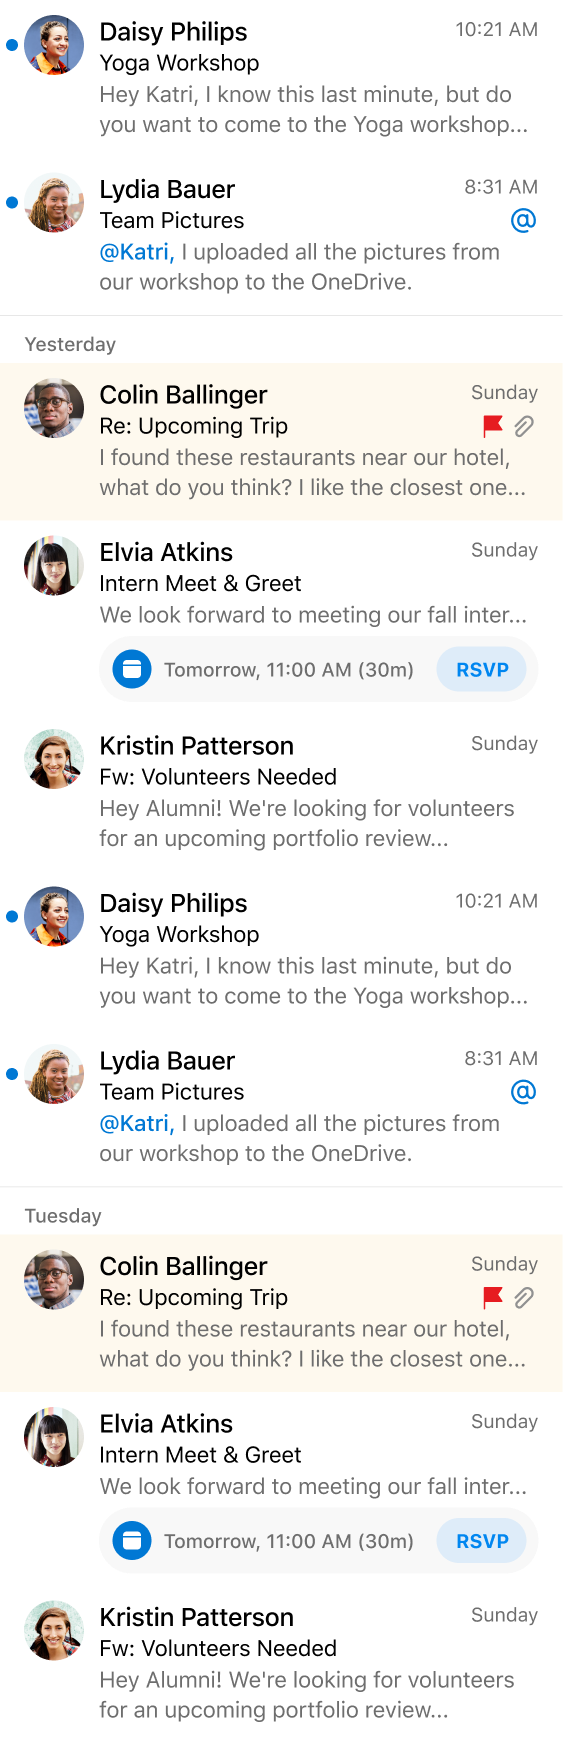 Daisy Philips 10:21 AM
Yoga Workshop
Hey Katri, I know this last minute, but do
you want to come to the Yoga workshop...
Lydia Bauer 8:31 AM
Team Pictures @
@Katri, I uploaded all the pictures from
our workshop to the OneDrive.
Yesterday
Colin Ballinger Sunday
Re: Upcoming Trip
I found these restaurants near our hotel,
what do you think? I like the closest one...
Elvia Atkins Sunday
Intern Meet & Greet
We look forward to meeting our fall inter...
Tomorrow, 11:00 AM (30m) RSVP
Kristin Patterson Sunday
Fw: Volunteers Needed
Hey Alumni! We're looking for volunteers
for an upcoming portfolio review...
Daisy Philips 10:21 AM
Yoga Workshop
Hey Katri, I know this last minute, but do
you want to come to the Yoga workshop...
Lydia Bauer 8:31 AM
Team Pictures @
@Katri, I uploaded all the pictures from
our workshop to the OneDrive.
Tuesday
Colin Ballinger Sunday
Re: Upcoming Trip
I found these restaurants near our hotel,
what do you think? I like the closest one...
Elvia Atkins Sunday
Intern Meet & Greet
We look forward to meeting our fall inter...
Tomorrow, 11:00 AM (30m) RSVP
Kristin Patterson Sunday
Fw: Volunteers Needed
Hey Alumni! We're looking for volunteers
for an upcoming portfolio review...